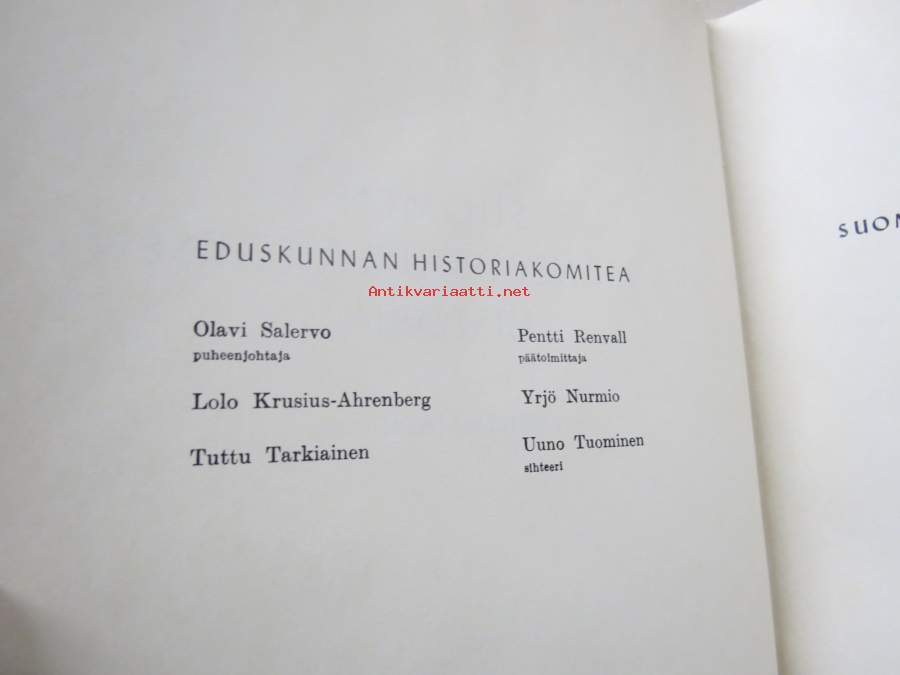 EDUSKUNNAN HISTORIAKOMITEA
Antikvariaatti.net
Olavi Salervo
puheenjohtaja
Lolo Krusius-Ahrenberg
Tuttu Tarkiainen
Pentti Renvall
päätoimittaja
Yrjö Nurmio
Uuno Tuominen
sihteeri